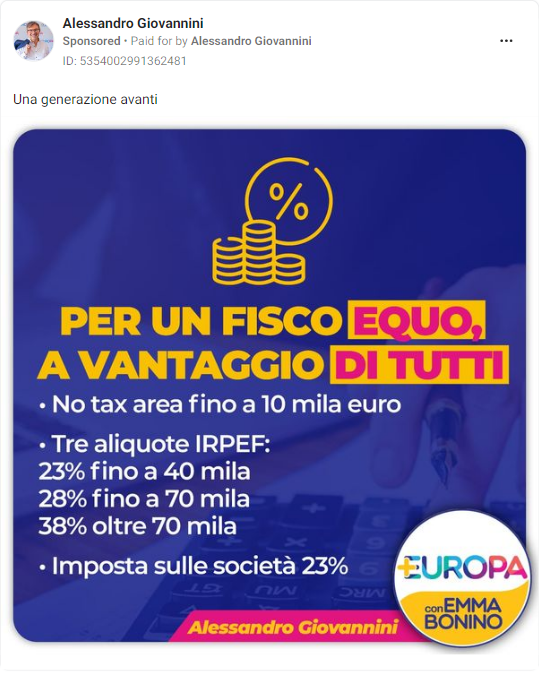 Alessandro Giovannini
Sponsored • Paid for by Alessandro Giovannini
ID: 5354002991362481
Una generazione avanti
%
PER UN FISCO EQUO,
A VANTAGGIO DI TUTTI
• No tax area fino a 10 mila euro
• Tre aliquote IRPEF:
23% fino a 40 mila
28% fino a 70 mila
38% oltre 70 mila
• Imposta sulle società 23%
+EUROPA
con EMMA
BONINO
Alessandro Giovannini